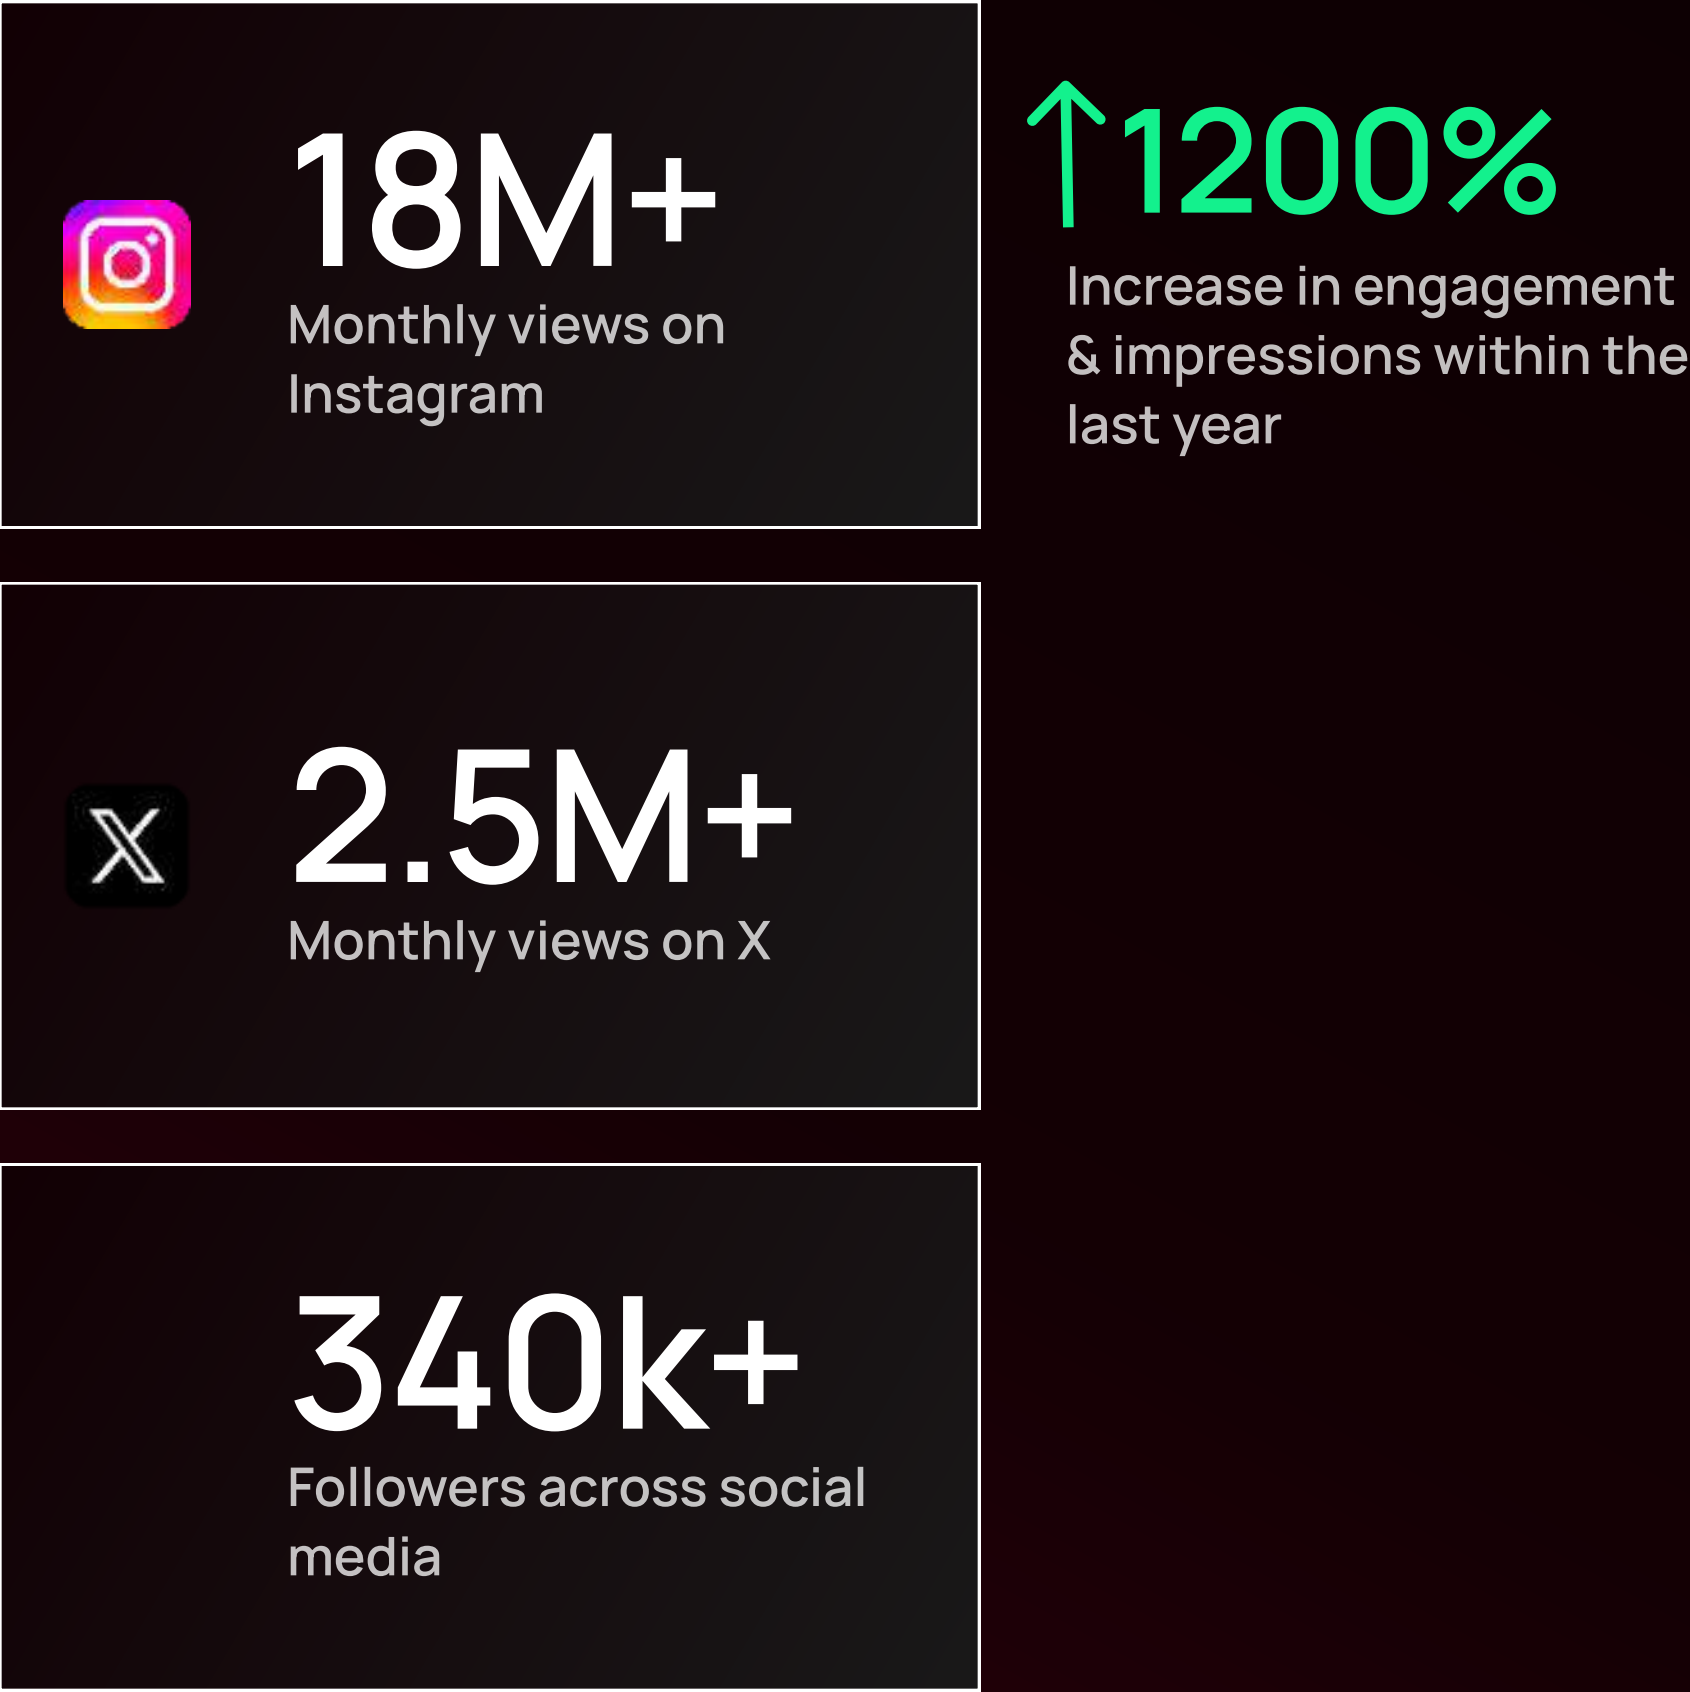 18M+
Monthly views on
Instagram
↑1200%
Increase in engagement
& impressions within the
last year
2.5M+
Monthly views on X
340k+
Followers across social
media